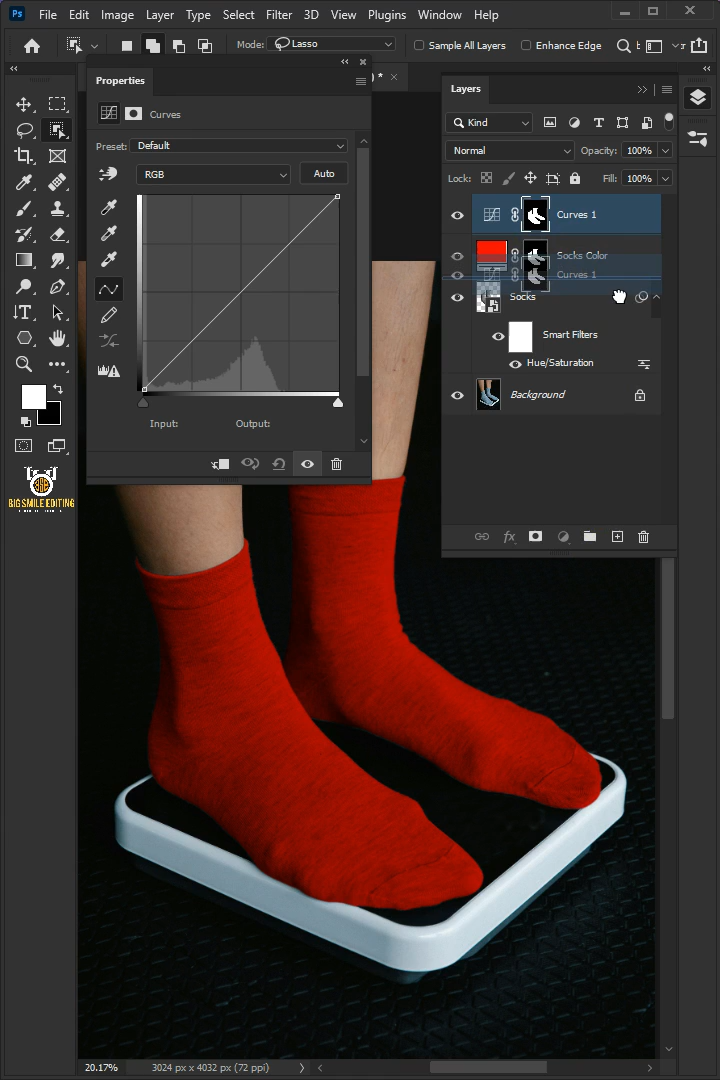 Ps File Edit Image Layer Type Select Filter 3D View Plugins Window Help
Mode: Lasso Sample All Layers Enhance Edge
) *
Properties
Curves
Preset: Default
RGB Auto
Input: Output:
Layers
Kind
Normal Opacity: 100%
Lock: Fill: 100%
Curves 1
Socks Color
Curves 1
Socks
Smart Filters
Hue/Saturation
Background
fx
BIG SMILE EDITING
20.17% 3024 px x 4032 px (72 ppi)